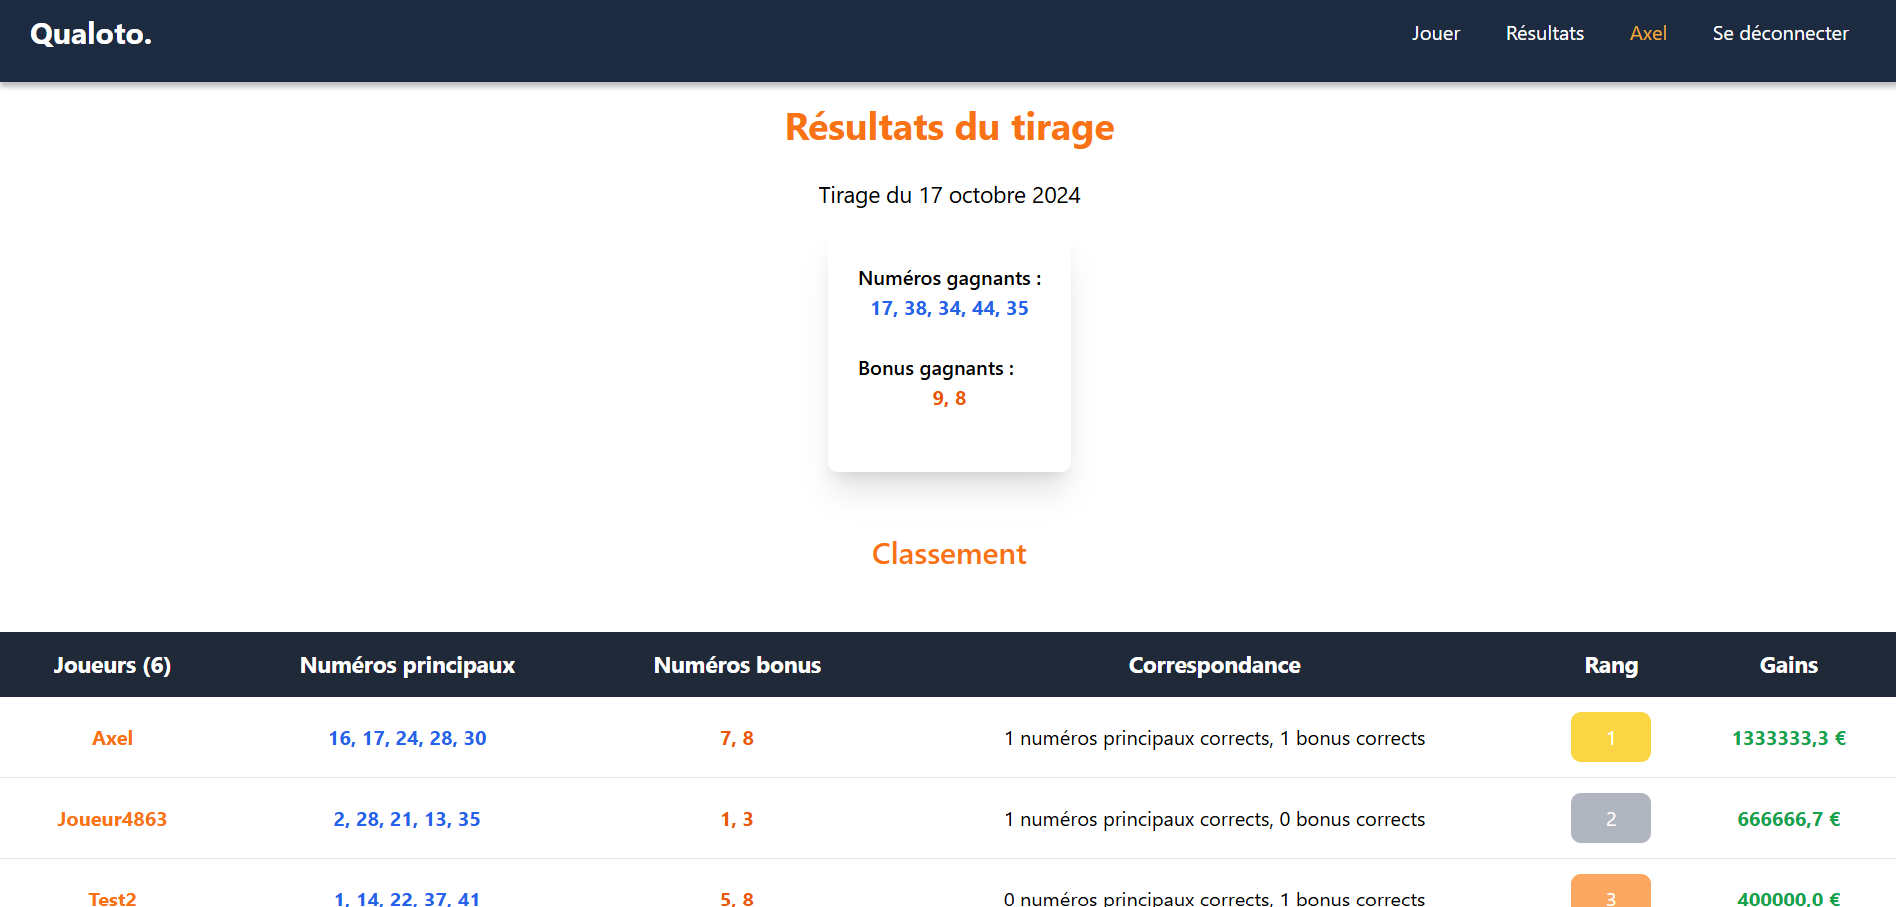 Qualoto.
Jouer Résultats Axel Se déconnecter
Résultats du tirage
Tirage du 17 octobre 2024
Numéros gagnants :
17, 38, 34, 44, 35
Bonus gagnants :
9, 8
Classement
Joueurs (6) Numéros principaux Numéros bonus Correspondance Rang Gains
Axel 16, 17, 24, 28, 30 7, 8 1 numéros principaux corrects, 1 bonus corrects 1 1333333,3 €
Joueur4863 2, 28, 21, 13, 35 1, 3 1 numéros principaux corrects, 0 bonus corrects 2 666666,7 €
Test2 1, 14, 22, 37, 41 5, 8 0 numéros principaux corrects, 1 bonus corrects 3 400000,0 €